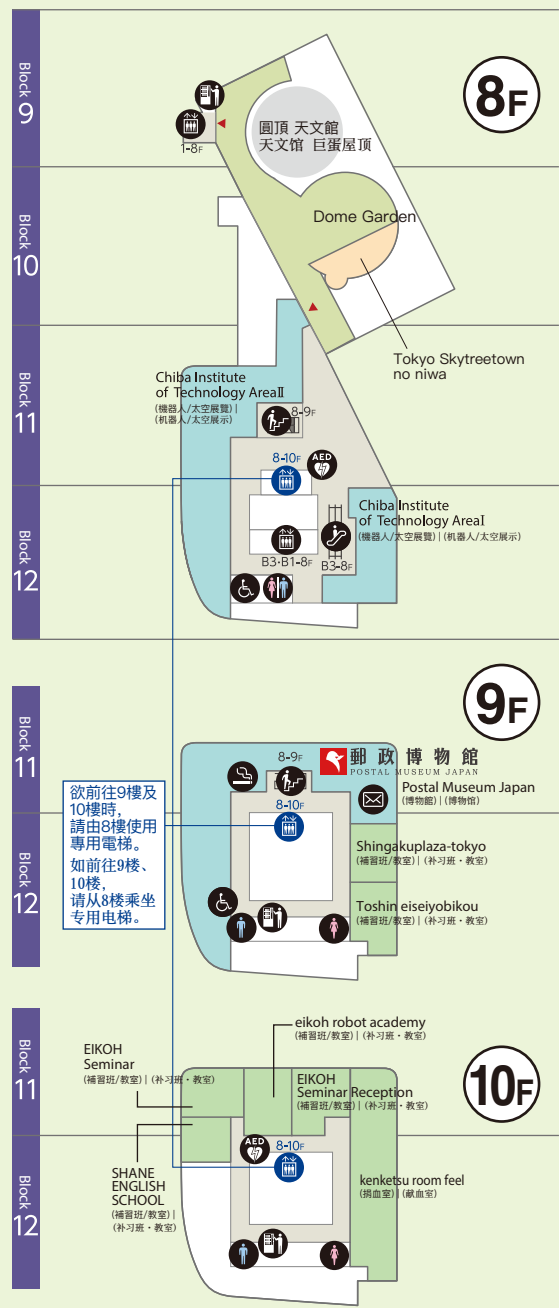 8F
Block 9
圓頂 天文館
天文馆 巨蛋屋顶
1-8F
Block 10
Dome Garden
Tokyo Skytreetown
no niwa
Block 11
Chiba Institute
of Technology AreaⅡ
(機器人/太空展覽) |
(机器人/太空展示)
8-9F
8-10F
AED
Block 12
Chiba Institute
of Technology AreaⅠ
(機器人/太空展覽) | (机器人/太空展示)
B3·B1-8F
B3-8F
9F
Block 11
8-9F
郵政博物館
POSTAL MUSEUM JAPAN
Postal Museum Japan
(博物館) | (博物馆)
8-10F
欲前往9樓及
10樓時,
請由8樓使用
專用電梯。
如前往9楼、
10楼,
请从8楼乘坐
专用电梯。
Block 12
Shingakuplaza-tokyo
(補習班/教室) | (补习班・教室)
Toshin eiseiyobikou
(補習班/教室) | (补习班・教室)
10F
Block 11
eikoh robot academy
(補習班/教室) | (补习班・教室)
EIKOH
Seminar
(補習班/教室) | (补习班・教室)
EIKOH
Seminar Reception
(補習班/教室) | (补习班・教室)
AED
8-10F
Block 12
SHANE
ENGLISH
SCHOOL
(補習班/教室) |
(补习班・教室)
kenketsu room feel
(捐血室) | (献血室)